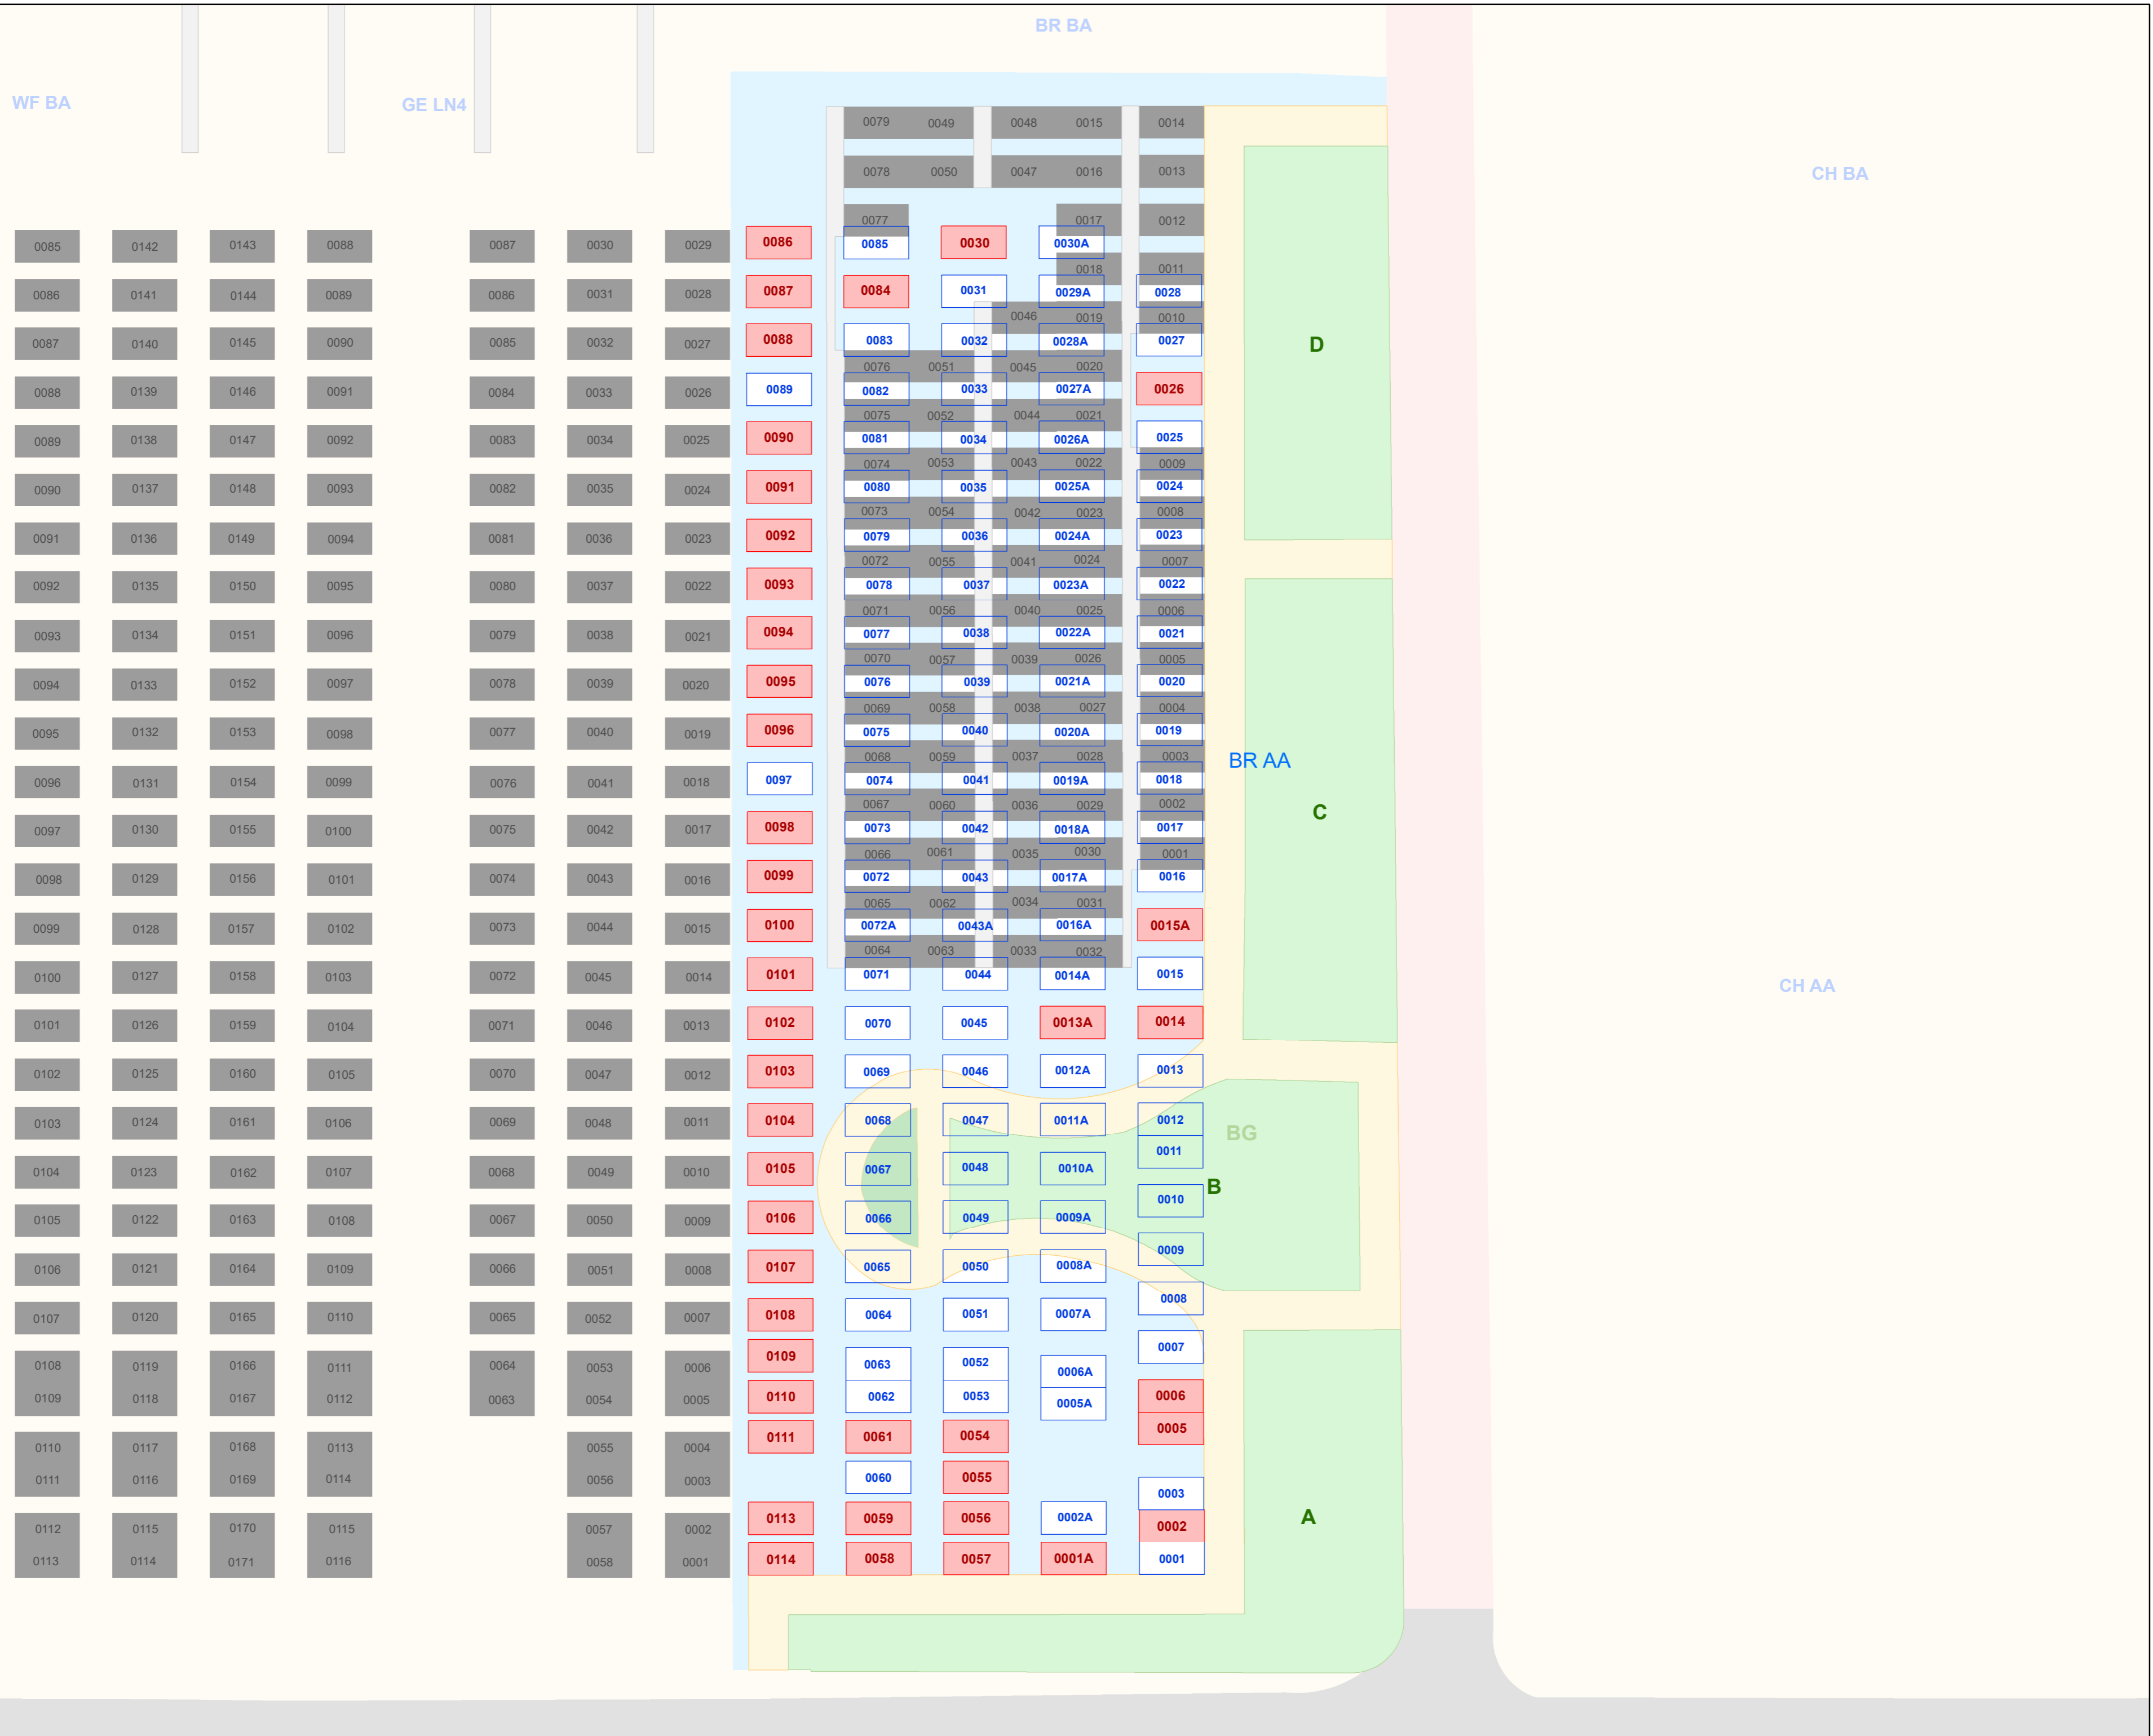 BR BA
WF BA GE LN4
0079 0049 0048 0015 0014
CH BA
0078 0050 0047 0016 0013
0077 0017 0012
0085 0142 0143 0088 0087 0030 0029 0086 0085 0030 0030A
0018 0011
0086 0141 0144 0089 0086 0031 0028 0087 0084 0031 0029A 0028
0046 0019 0010
0087 0140 0145 0090 0085 0032 0027 0088 0083 0032 0028A 0027 D
0076 0051 0045 0020
0088 0139 0146 0091 0084 0033 0026 0089 0082 0033 0027A 0026
0075 0052 0044 0021
0089 0138 0147 0092 0083 0034 0025 0090 0081 0034 0026A 0025
0074 0053 0043 0022 0009
0090 0137 0148 0093 0082 0035 0024 0091 0080 0035 0025A 0024
0073 0054 0042 0023 0008
0091 0136 0149 0094 0081 0036 0023 0092 0079 0036 0024A 0023
0072 0055 0041 0024 0007
0092 0135 0150 0095 0080 0037 0022 0093 0078 0037 0023A 0022
0071 0056 0040 0025 0006
0093 0134 0151 0096 0079 0038 0021 0094 0077 0038 0022A 0021
0070 0057 0039 0026 0005
0094 0133 0152 0097 0078 0039 0020 0095 0076 0039 0021A 0020
0069 0058 0038 0027 0004
0095 0132 0153 0098 0077 0040 0019 0096 0075 0040 0020A 0019
0068 0059 0037 0028 0003 BR AA
0096 0131 0154 0099 0076 0041 0018 0097 0074 0041 0019A 0018
0067 0060 0036 0029 0002 C
0097 0130 0155 0100 0075 0042 0017 0098 0073 0042 0018A 0017
0066 0061 0035 0030 0001
0098 0129 0156 0101 0074 0043 0016 0099 0072 0043 0017A 0016
0065 0062 0034 0031
0099 0128 0157 0102 0073 0044 0015 0100 0072A 0043A 0016A 0015A
0064 0063 0033 0032
0100 0127 0158 0103 0072 0045 0014 0101 0071 0044 0014A 0015
CH AA
0101 0126 0159 0104 0071 0046 0013 0102 0070 0045 0013A 0014
0102 0125 0160 0105 0070 0047 0012 0103 0069 0046 0012A 0013
0103 0124 0161 0106 0069 0048 0011 0104 0068 0047 0011A 0012
BG
0011
0104 0123 0162 0107 0068 0049 0010 0105 0067 0048 0010A
B
0010
0105 0122 0163 0108 0067 0050 0009 0106 0066 0049 0009A
0009
0106 0121 0164 0109 0066 0051 0008 0107 0065 0050 0008A
0008
0107 0120 0165 0110 0065 0052 0007 0108 0064 0051 0007A
0007
0108 0119 0166 0111 0064 0053 0006 0109 0063 0052 0006A
0109 0118 0167 0112 0063 0054 0005 0110 0062 0053 0005A 0006
0111 0061 0054 0005
0110 0117 0168 0113 0055 0004
0111 0116 0169 0114 0056 0003 0060 0055
0003
0113 0059 0056 0002A A
0112 0115 0170 0115 0057 0002 0002
0113 0114 0171 0116 0058 0001 0114 0058 0057 0001A 0001